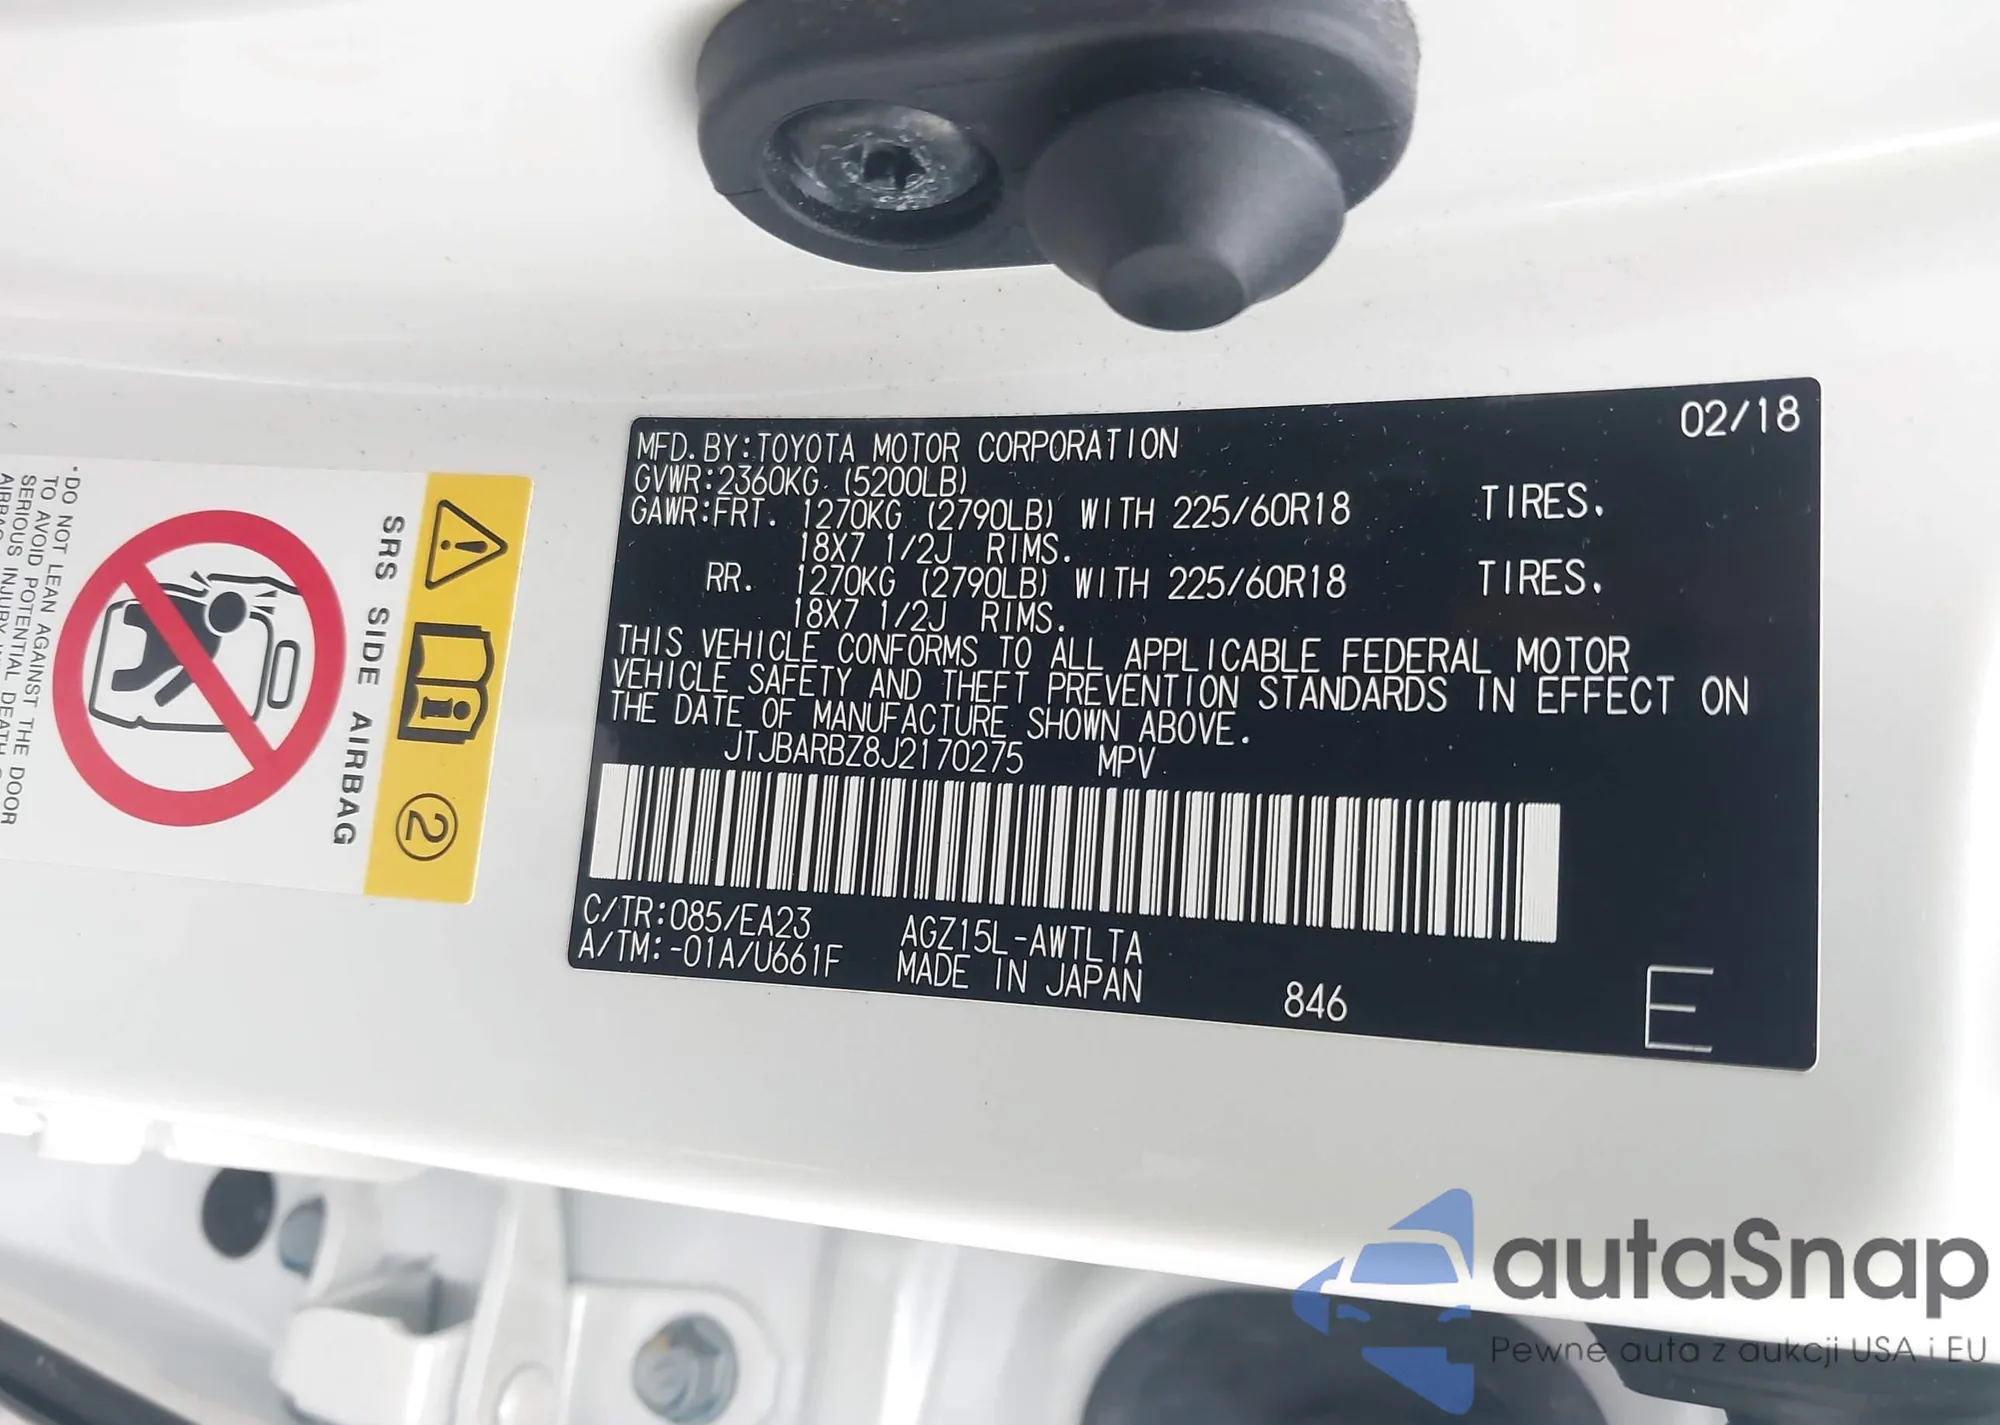 02/18
MFD.BY:TOYOTA MOTOR CORPORATION
GVWR:2360KG (5200LB)
GAWR:FRT. 1270KG (2790LB) WITH 225/60R18 TIRES.
18X7 1/2J RIMS.
RR. 1270KG (2790LB) WITH 225/60R18 TIRES.
18X7 1/2J RIMS.
THIS VEHICLE CONFORMS TO ALL APPLICABLE FEDERAL MOTOR
VEHICLE SAFETY AND THEFT PREVENTION STANDARDS IN EFFECT ON
THE DATE OF MANUFACTURE SHOWN ABOVE.
JTJBARBZ8J2170275 MPV
C/TR:085/EA23 AGZ15L-AWTLTA
A/TM:-01A/U661F MADE IN JAPAN
846
E
2
SRS SIDE AIRBAG
·DO NOT LEAN AGAINST THE DOOR
TO AVOID POTENTIAL DEATH
SERIOUS INJURY
autaSnap
Pewne auta z aukcji USA i EU